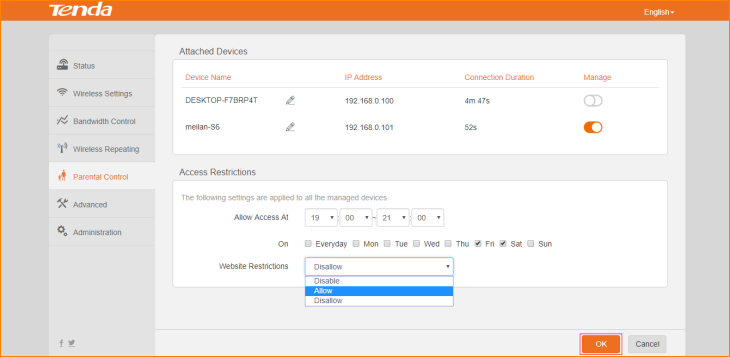 Tenda
English
Status
Wireless Settings
Bandwidth Control
Wireless Repeating
Parental Control
Advanced
Administration
Attached Devices
Device Name IP Address Connection Duration Manage
DESKTOP-F7BRP4T 192.168.0.100 4m 47s
meilan-S6 192.168.0.101 52s
Access Restrictions
The following settings are applied to all the managed devices.
Allow Access At 19 : 00 ~ 21 : 00
On Everyday Mon Tue Wed Thu Fri Sat Sun
Website Restrictions Disallow
Disable
Allow
Disallow
OK Cancel